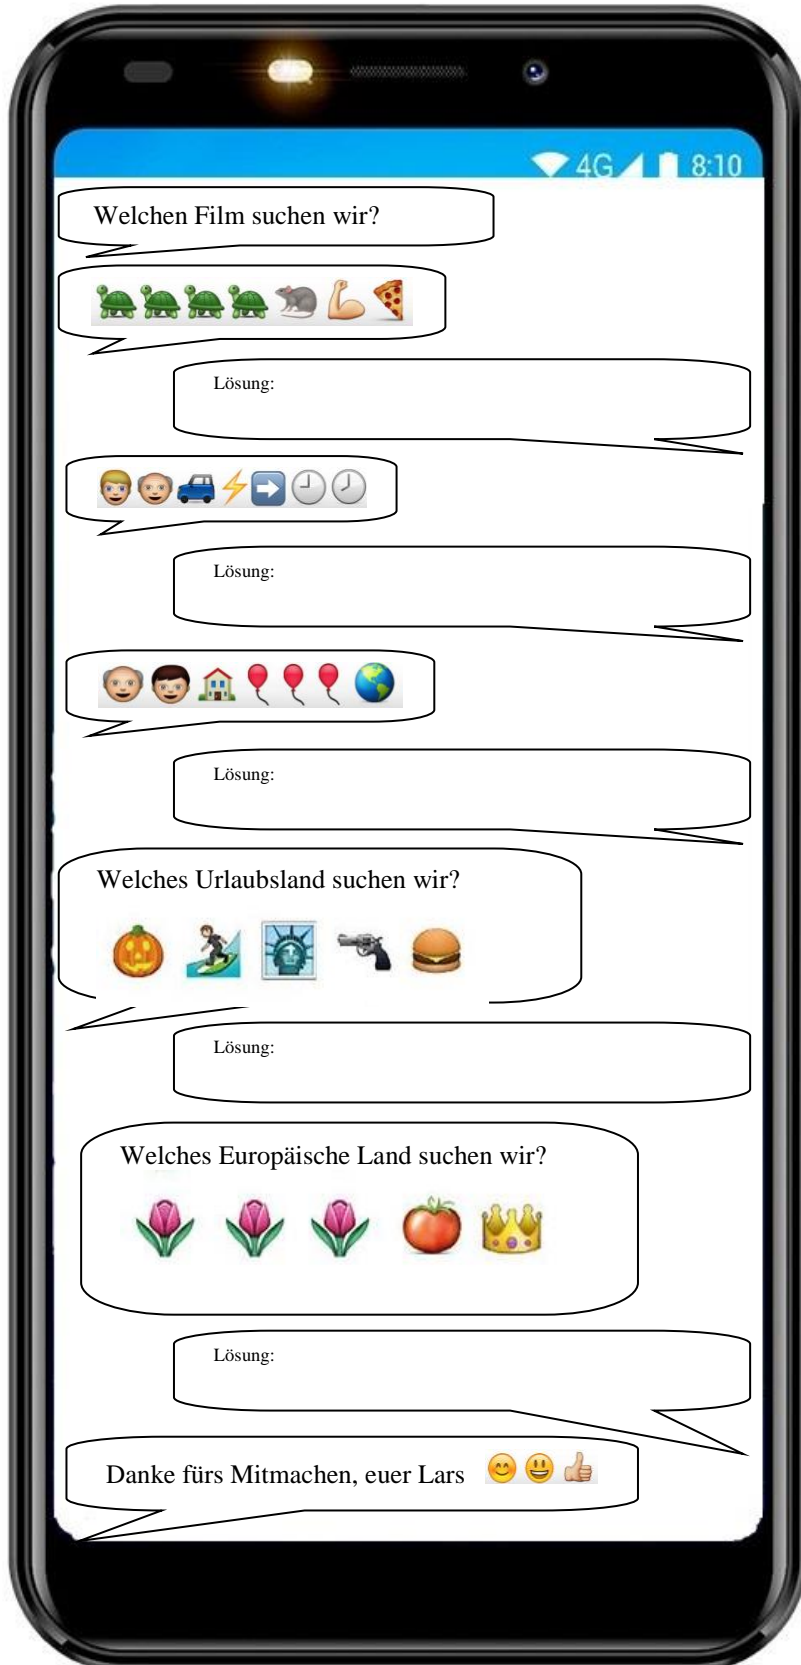 4G 8:10
Welchen Film suchen wir?
Lösung:
Lösung:
Lösung:
Welches Urlaubsland suchen wir?
Lösung:
Welches Europäische Land suchen wir?
Lösung:
Danke fürs Mitmachen, euer Lars